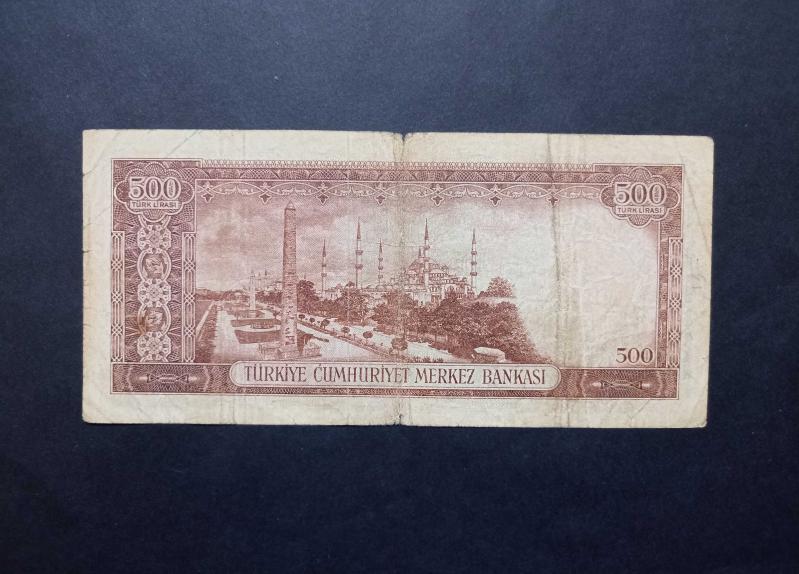 500
TÜRK LİRASI
500
TÜRK LİRASI
500
TÜRKİYE CUMHURİYET MERKEZ BANKASI